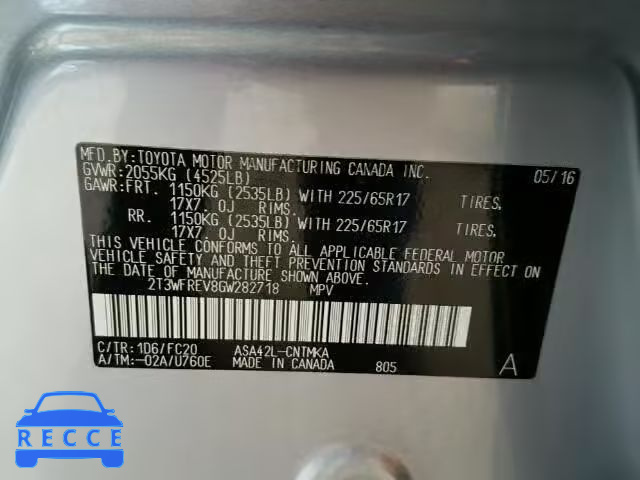 MFD.BY:TOYOTA MOTOR MANUFACTURING CANADA INC. 05/16
GVWR:2055KG (4525LB)
GAWR:FRT. 1150KG (2535LB) WITH 225/65R17 TIRES,
17X7 0J RIMS.
RR. 1150KG (2535LB) WITH 225/65R17 TIRES,
17X7 0J RIMS.
THIS VEHICLE CONFORMS TO ALL APPLICABLE FEDERAL MOTOR
VEHICLE SAFETY AND THEFT PREVENTION STANDARDS IN EFFECT ON
THE DATE OF MANUFACTURE SHOWN ABOVE.
2T3WFREV8GW282718 MPV
C/TR:1D6/FC20 ASA42L-CNTMKA
A/TM:-02A/U760E MADE IN CANADA 805 A
RECCE